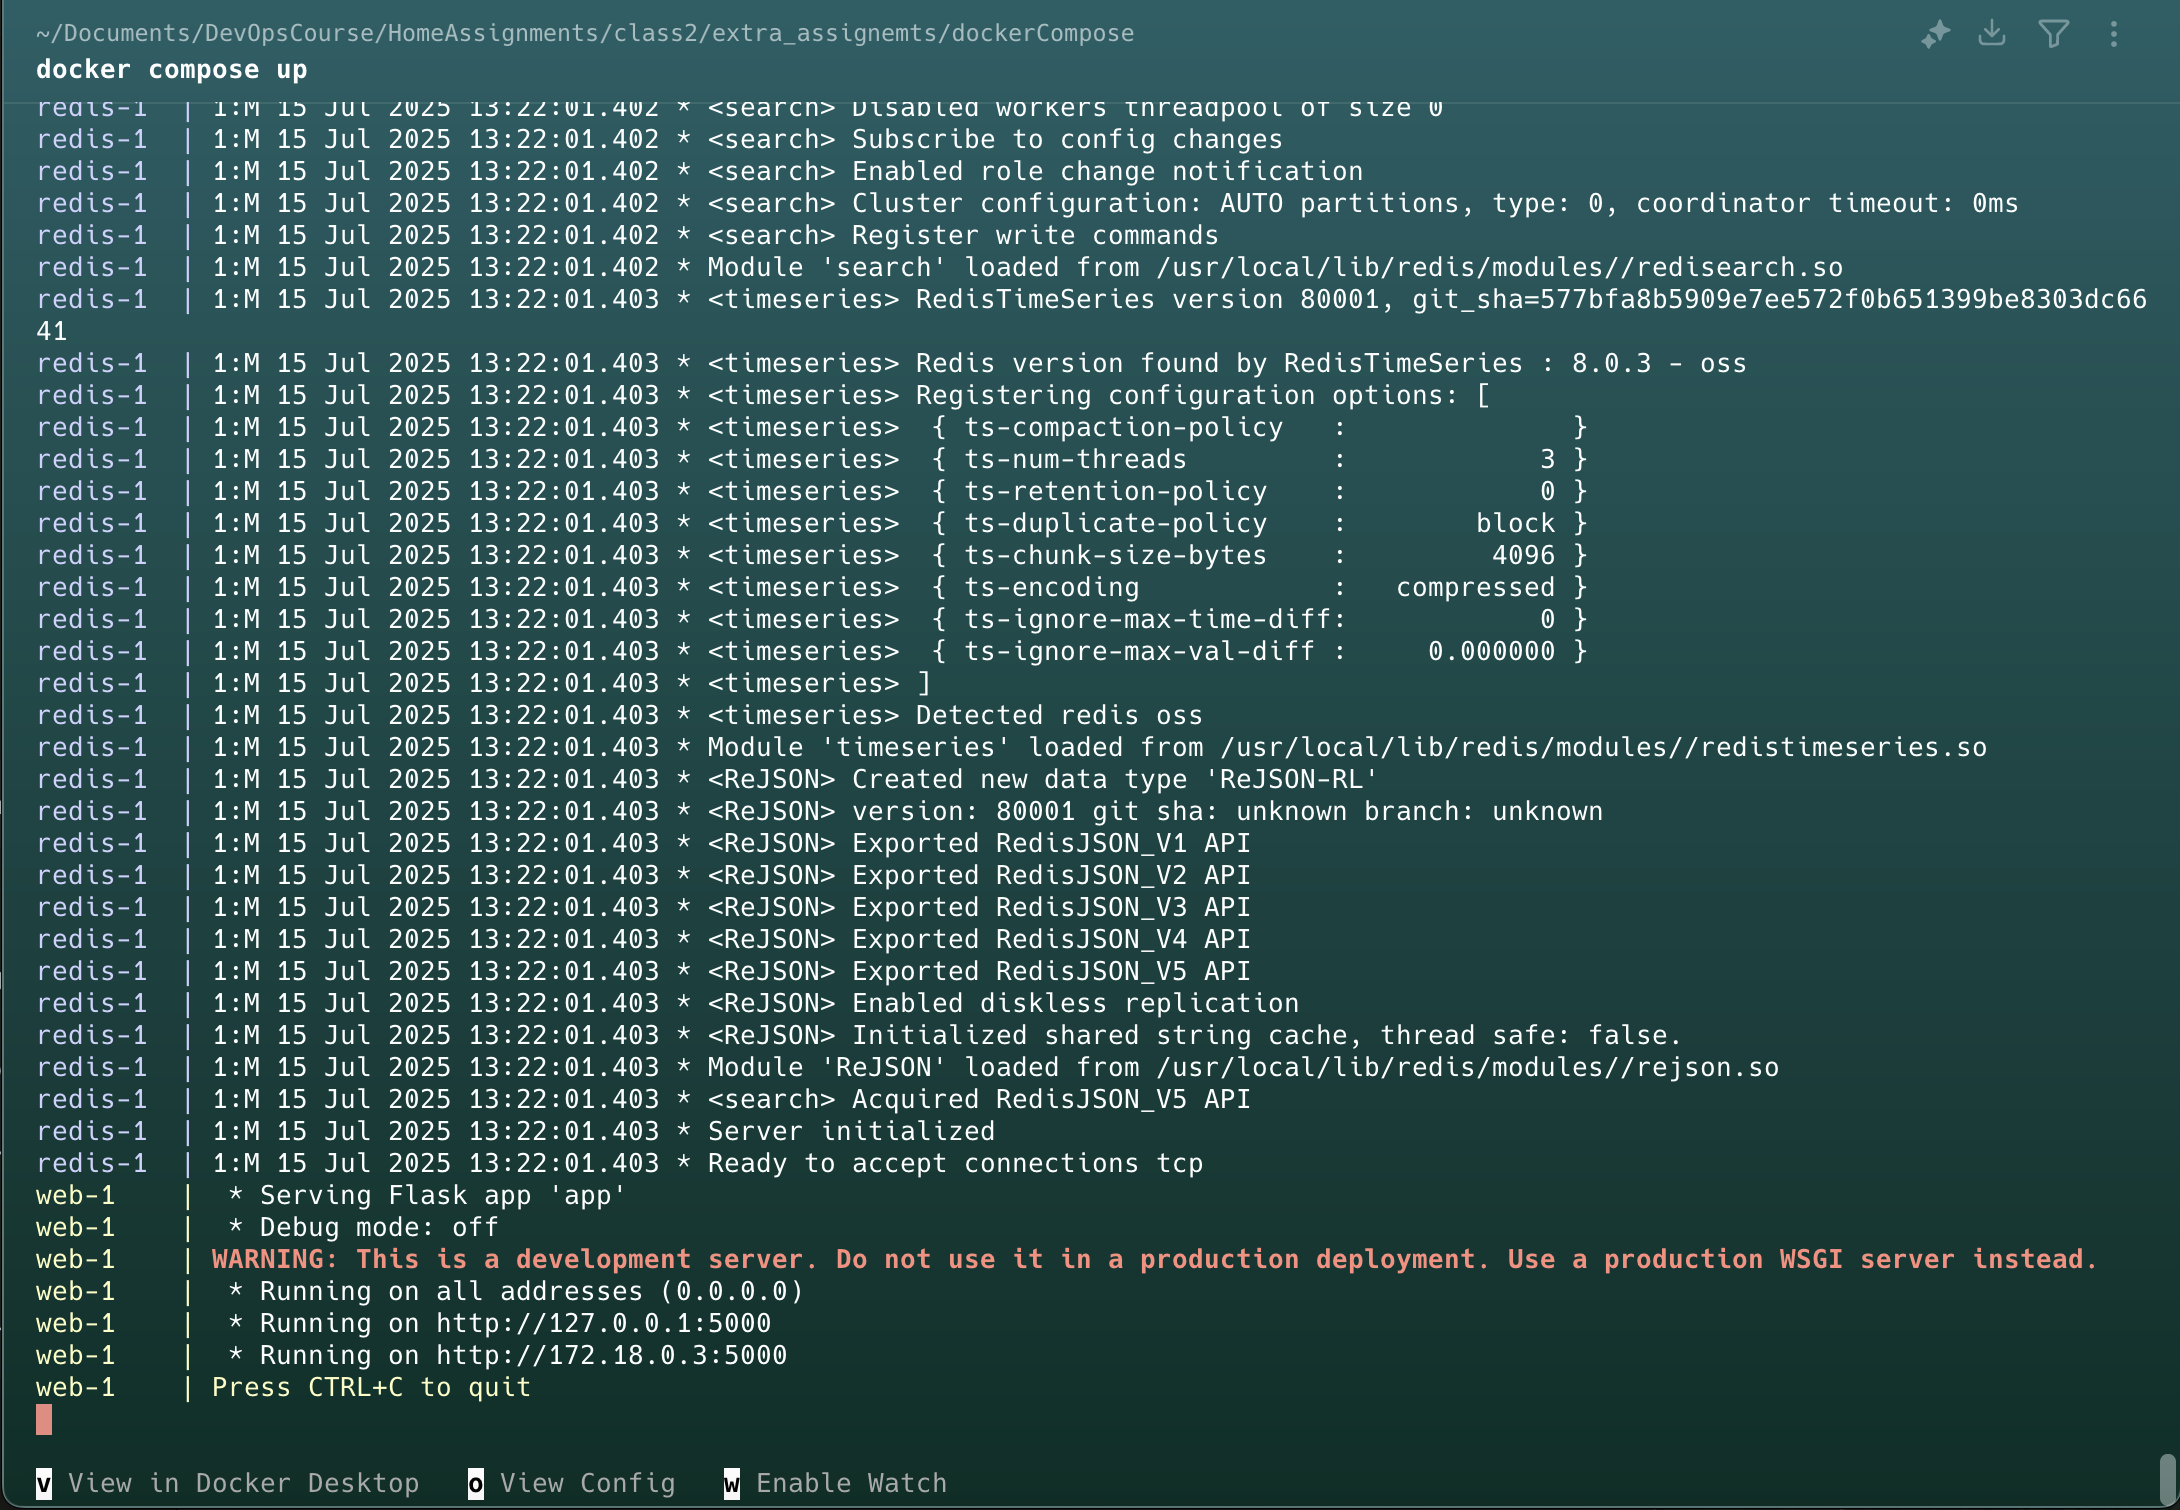 ~/Documents/DevOpsCourse/HomeAssignments/class2/extra_assignemts/dockerCompose
docker compose up
redis-1  | 1:M 15 Jul 2025 13:22:01.402 * <search> Disabled workers threadpool of size 0
redis-1  | 1:M 15 Jul 2025 13:22:01.402 * <search> Subscribe to config changes
redis-1  | 1:M 15 Jul 2025 13:22:01.402 * <search> Enabled role change notification
redis-1  | 1:M 15 Jul 2025 13:22:01.402 * <search> Cluster configuration: AUTO partitions, type: 0, coordinator timeout: 0ms
redis-1  | 1:M 15 Jul 2025 13:22:01.402 * <search> Register write commands
redis-1  | 1:M 15 Jul 2025 13:22:01.402 * Module 'search' loaded from /usr/local/lib/redis/modules//redisearch.so
redis-1  | 1:M 15 Jul 2025 13:22:01.403 * <timeseries> RedisTimeSeries version 80001, git_sha=577bfa8b5909e7ee572f0b651399be8303dc66
41
redis-1  | 1:M 15 Jul 2025 13:22:01.403 * <timeseries> Redis version found by RedisTimeSeries : 8.0.3 - oss
redis-1  | 1:M 15 Jul 2025 13:22:01.403 * <timeseries> Registering configuration options: [
redis-1  | 1:M 15 Jul 2025 13:22:01.403 * <timeseries>  { ts-compaction-policy   :              }
redis-1  | 1:M 15 Jul 2025 13:22:01.403 * <timeseries>  { ts-num-threads         :            3 }
redis-1  | 1:M 15 Jul 2025 13:22:01.403 * <timeseries>  { ts-retention-policy    :            0 }
redis-1  | 1:M 15 Jul 2025 13:22:01.403 * <timeseries>  { ts-duplicate-policy    :        block }
redis-1  | 1:M 15 Jul 2025 13:22:01.403 * <timeseries>  { ts-chunk-size-bytes    :         4096 }
redis-1  | 1:M 15 Jul 2025 13:22:01.403 * <timeseries>  { ts-encoding            :   compressed }
redis-1  | 1:M 15 Jul 2025 13:22:01.403 * <timeseries>  { ts-ignore-max-time-diff:            0 }
redis-1  | 1:M 15 Jul 2025 13:22:01.403 * <timeseries>  { ts-ignore-max-val-diff :     0.000000 }
redis-1  | 1:M 15 Jul 2025 13:22:01.403 * <timeseries> ]
redis-1  | 1:M 15 Jul 2025 13:22:01.403 * <timeseries> Detected redis oss
redis-1  | 1:M 15 Jul 2025 13:22:01.403 * Module 'timeseries' loaded from /usr/local/lib/redis/modules//redistimeseries.so
redis-1  | 1:M 15 Jul 2025 13:22:01.403 * <ReJSON> Created new data type 'ReJSON-RL'
redis-1  | 1:M 15 Jul 2025 13:22:01.403 * <ReJSON> version: 80001 git sha: unknown branch: unknown
redis-1  | 1:M 15 Jul 2025 13:22:01.403 * <ReJSON> Exported RedisJSON_V1 API
redis-1  | 1:M 15 Jul 2025 13:22:01.403 * <ReJSON> Exported RedisJSON_V2 API
redis-1  | 1:M 15 Jul 2025 13:22:01.403 * <ReJSON> Exported RedisJSON_V3 API
redis-1  | 1:M 15 Jul 2025 13:22:01.403 * <ReJSON> Exported RedisJSON_V4 API
redis-1  | 1:M 15 Jul 2025 13:22:01.403 * <ReJSON> Exported RedisJSON_V5 API
redis-1  | 1:M 15 Jul 2025 13:22:01.403 * <ReJSON> Enabled diskless replication
redis-1  | 1:M 15 Jul 2025 13:22:01.403 * <ReJSON> Initialized shared string cache, thread safe: false.
redis-1  | 1:M 15 Jul 2025 13:22:01.403 * Module 'ReJSON' loaded from /usr/local/lib/redis/modules//rejson.so
redis-1  | 1:M 15 Jul 2025 13:22:01.403 * <search> Acquired RedisJSON_V5 API
redis-1  | 1:M 15 Jul 2025 13:22:01.403 * Server initialized
redis-1  | 1:M 15 Jul 2025 13:22:01.403 * Ready to accept connections tcp
web-1    |  * Serving Flask app 'app'
web-1    |  * Debug mode: off
web-1    | WARNING: This is a development server. Do not use it in a production deployment. Use a production WSGI server instead.
web-1    |  * Running on all addresses (0.0.0.0)
web-1    |  * Running on http://127.0.0.1:5000
web-1    |  * Running on http://172.18.0.3:5000
web-1    | Press CTRL+C to quit
v View in Docker Desktop   o View Config   w Enable Watch